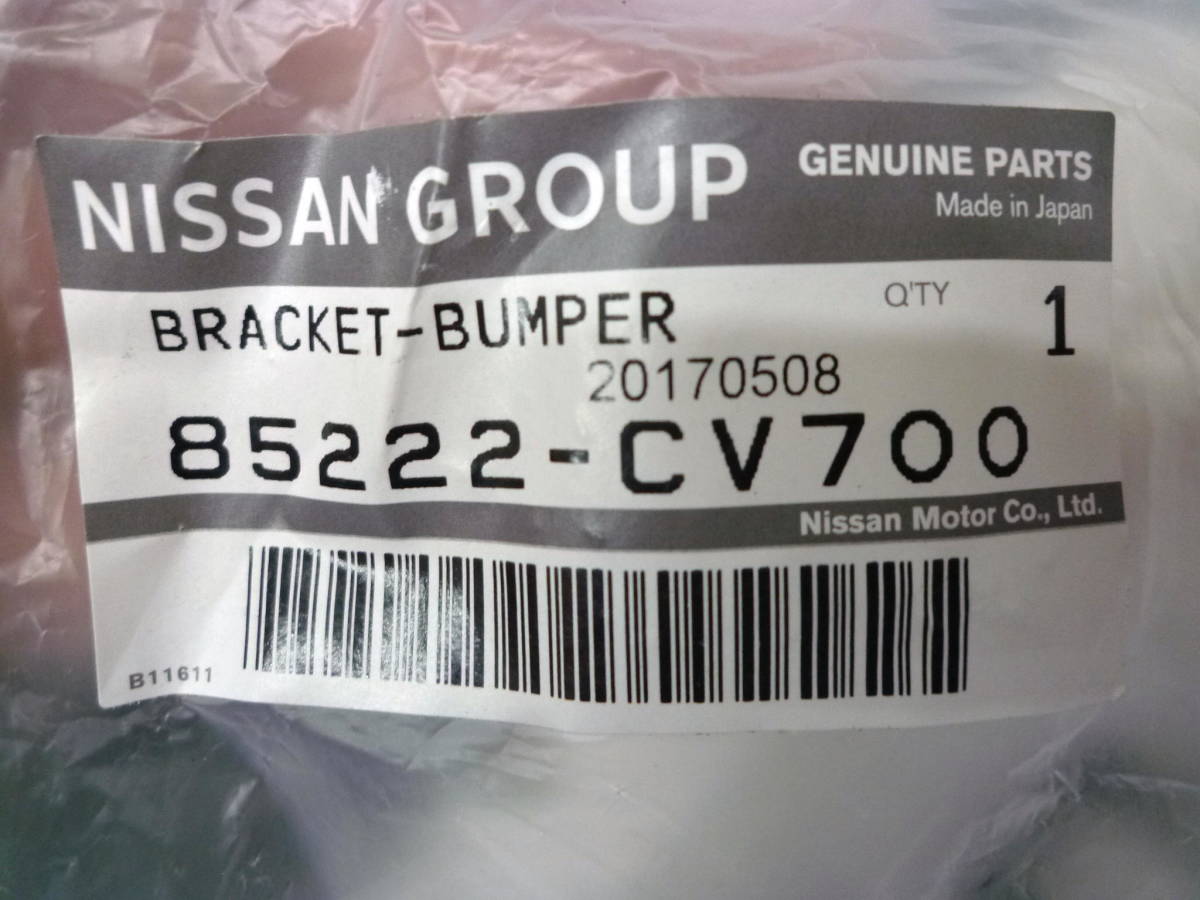 NISSAN GROUP
GENUINE PARTS
Made in Japan
BRACKET-BUMPER
Q'TY 1
20170508
85222-CV700
Nissan Motor Co., Ltd.
B11611